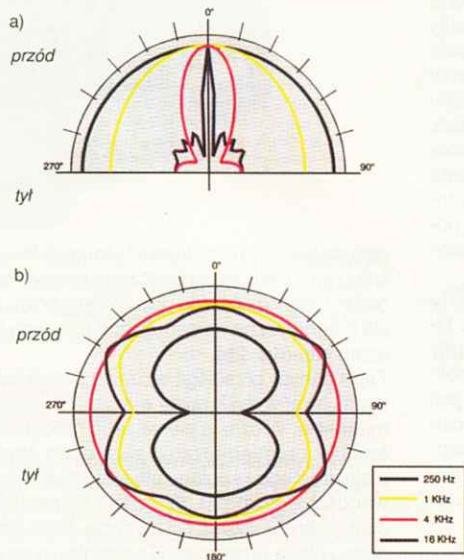 a)
0°
przód
270°
90°
tył
b)
0°
przód
270°
90°
tył
180°
250 Hz
1 KHz
4 KHz
16 KHz